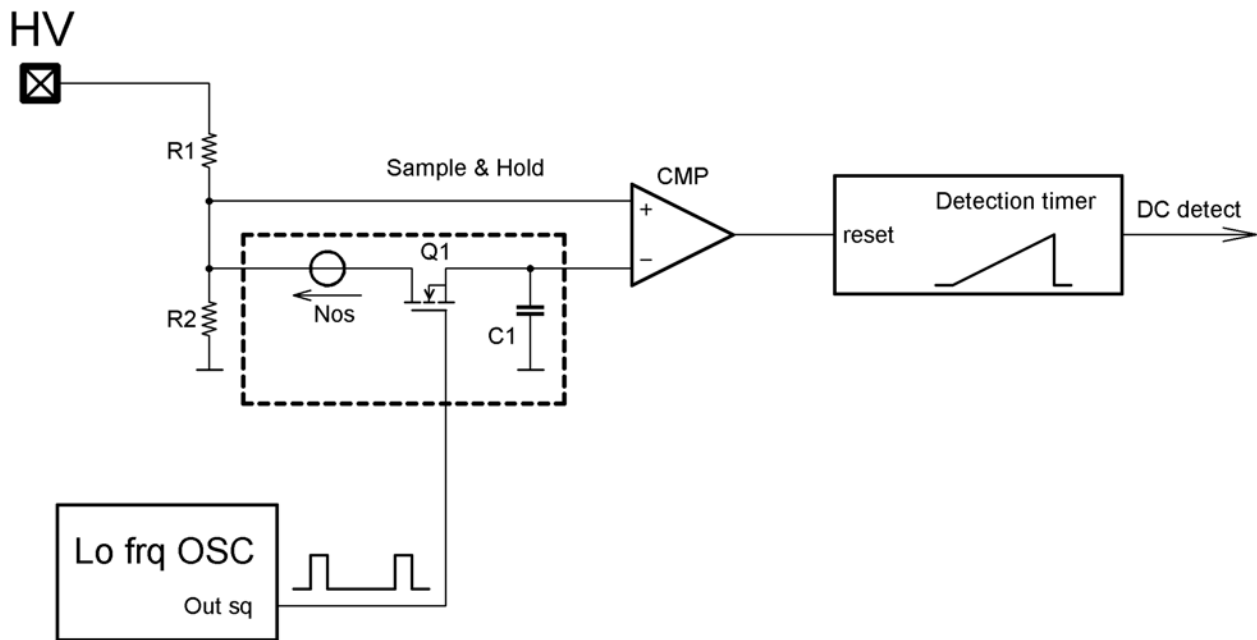 HV
R1
Sample & Hold
CMP
+
−
reset
Detection timer
DC detect
Q1
Nos
R2
C1
Lo frq OSC
Out sq